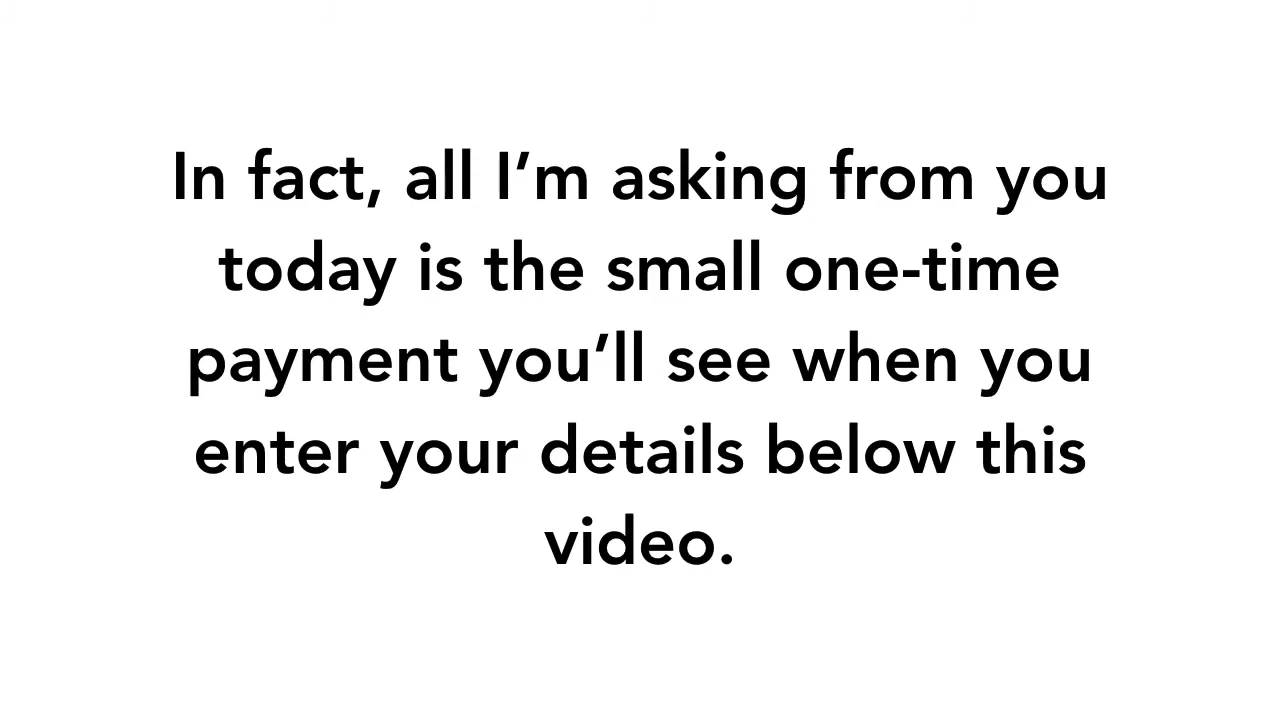 In fact, all I’m asking from you
today is the small one-time
payment you’ll see when you
enter your details below this
video.